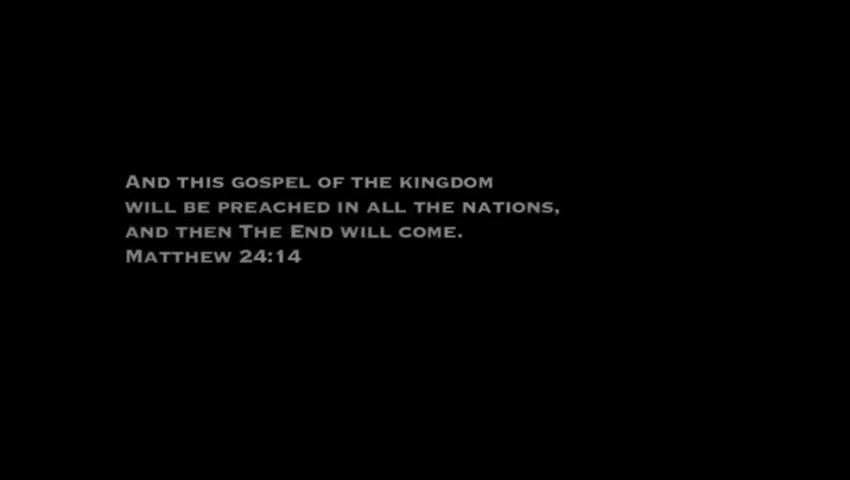 And this gospel of the kingdom
will be preached in all the nations,
and then The End will come.
Matthew 24:14